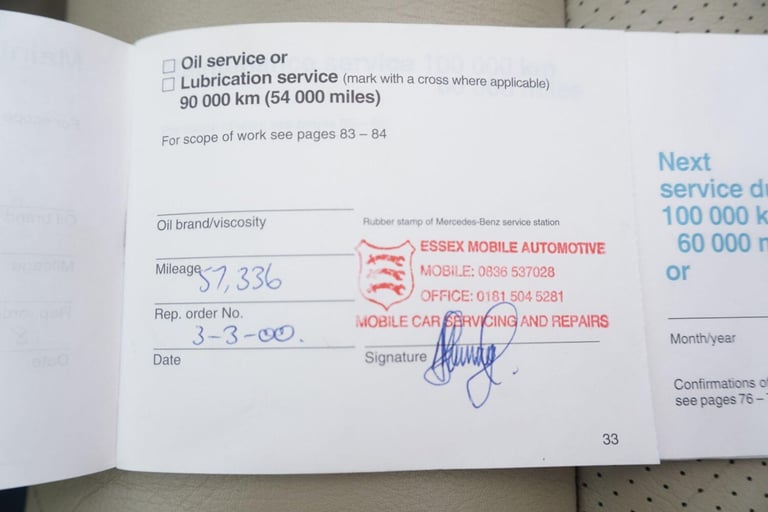 ☐ Oil service or
☐ Lubrication service (mark with a cross where applicable)
90 000 km (54 000 miles)
For scope of work see pages 83 – 84
Oil brand/viscosity
Mileage 57,336
Rep. order No.
3-3-00.
Date
Rubber stamp of Mercedes-Benz service station
ESSEX MOBILE AUTOMOTIVE
MOBILE: 0836 537028
OFFICE: 0181 504 5281
MOBILE CAR SERVICING AND REPAIRS
Signature
33
Next
service
100 000
60 000
or
Month/year
Confirmations
see pages 76 –